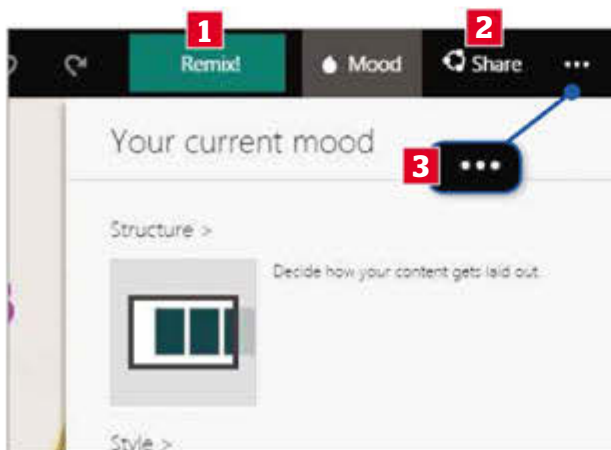 1 2
Remix! Mood Share ...
Your current mood
3 ...
Structure >
Decide how your content gets laid out.
Style >